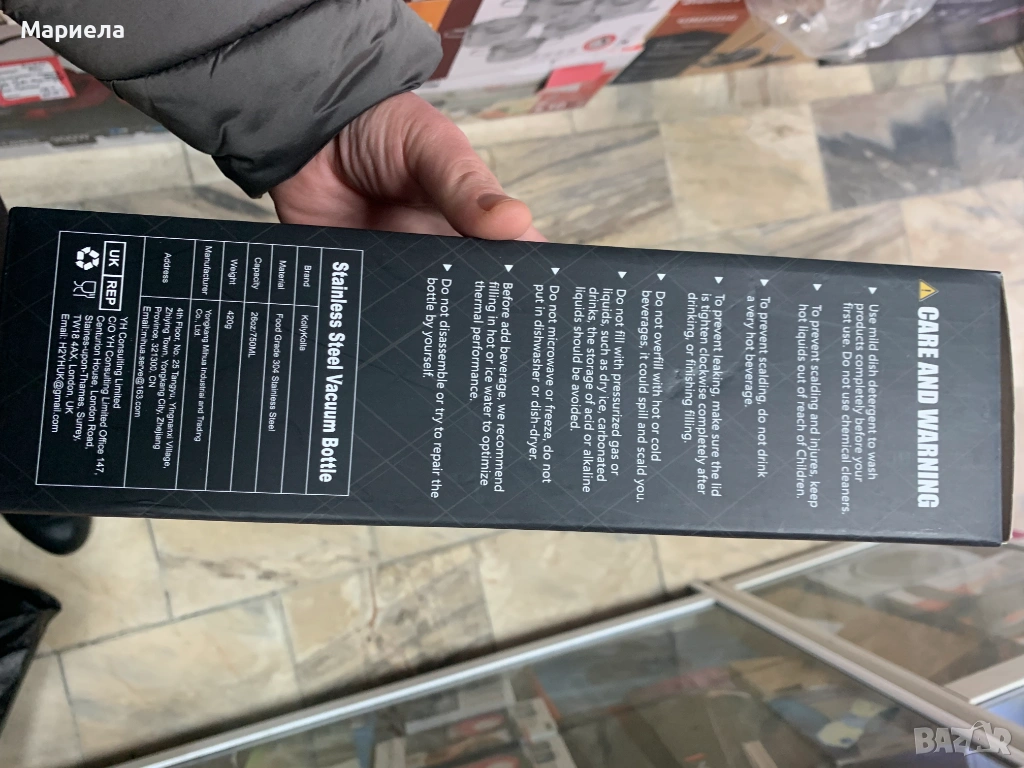 Мариела
CARE AND WARNING
▶ Use mild dish detergent to wash
products completely before your
first use. Do not use chemical cleaners.
▶ To prevent scalding and injures, keep
hot liquids out of reach of Children.
▶ To prevent scalding, do not drink
a very hot beverage.
▶ To prevent leaking, make sure the lid
is tighten clockwise completely after
drinking, or finishing filling.
▶ Do not overfill with hot or cold
beverages, it could spill and scald you.
▶ Do not fill with pressurized gas or
liquids, such as dry ice, carbonated
drinks, the storage of acid or alkaline
liquids should be avoided.
▶ Do not microwave or freeze, do not
put in dishwasher or dish-dryer.
▶ Before add beverage, we recommend
filling in hot or ice water to optimize
thermal performance.
▶ Do not disassemble or try to repair the
bottle by yourself.
Stainless Steel Vacuum Bottle
Brand KollyKolla
Material Food Grade 304 Stainless Steel
Capacity 26oz/750ML
Weight 420g
Manufacturer Yongkang Mihua Industrial and Trading
Co., Ltd.
Address 4th Floor, No. 25 Tangyu, Yingnanxi Village,
Zhiying Town, Yongkang City, Zhejiang
Province, 321300, CN
Email:mihua.serve@163.com
UK REP
YH Consulting Limited
C/O YH Consulting Limited Office 147,
Centurion House, London Road,
Staines-upon-Thames, Surrey,
TW18 4AX, London, UK
Email: H2YHUK@gmail.com
BAZAR